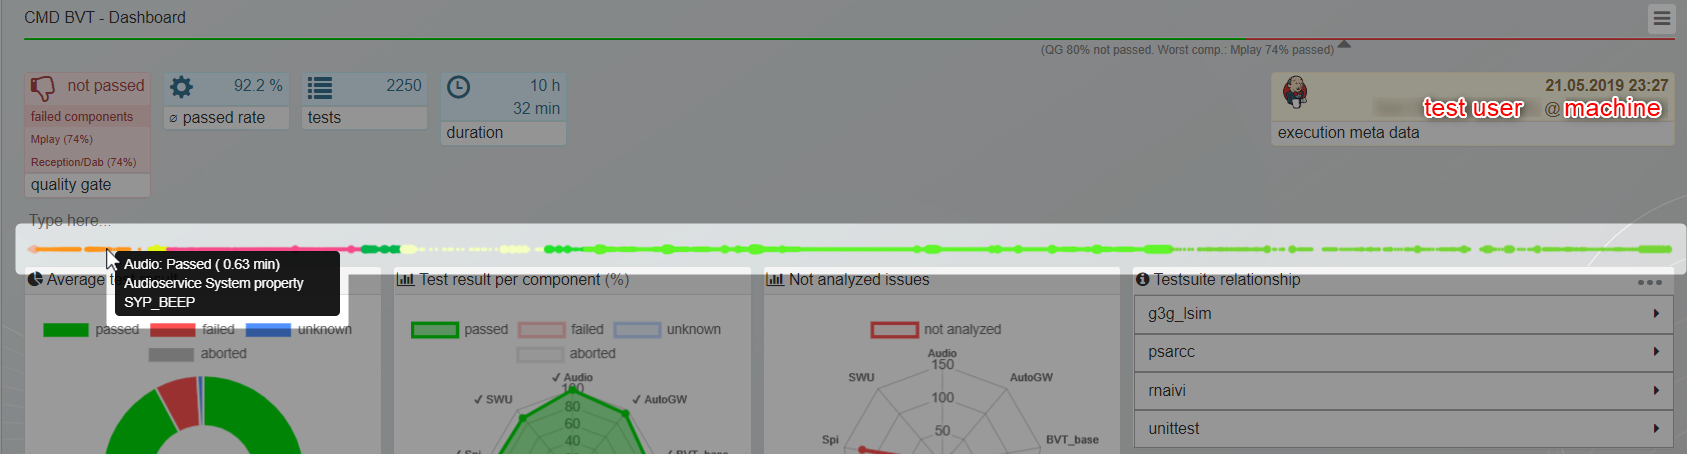 CMD BVT - Dashboard
(QG 80% not passed. Worst comp.: Mplay 74% passed)
not passed
failed components
Mplay (74%)
Reception/Dab (74%)
quality gate
92.2 %
⌀ passed rate
2250
tests
10 h
32 min
duration
21.05.2019 23:27
test user @ machine
execution meta data
Type here...
Audio: Passed ( 0.63 min)
Audioservice System property
SYP_BEEP
Average
passed failed unknown
aborted
Test result per component (%)
passed failed unknown
aborted
✓ Audio
100
✓ SWU
✓ AutoGW
80
60
40
✓ Spi
✓ BVT_base
Not analyzed issues
not analyzed
Audio
150
SWU
AutoGW
100
50
Spi
BVT_base
Testsuite relationship
g3g_lsim
psarcc
rnaivi
unittest